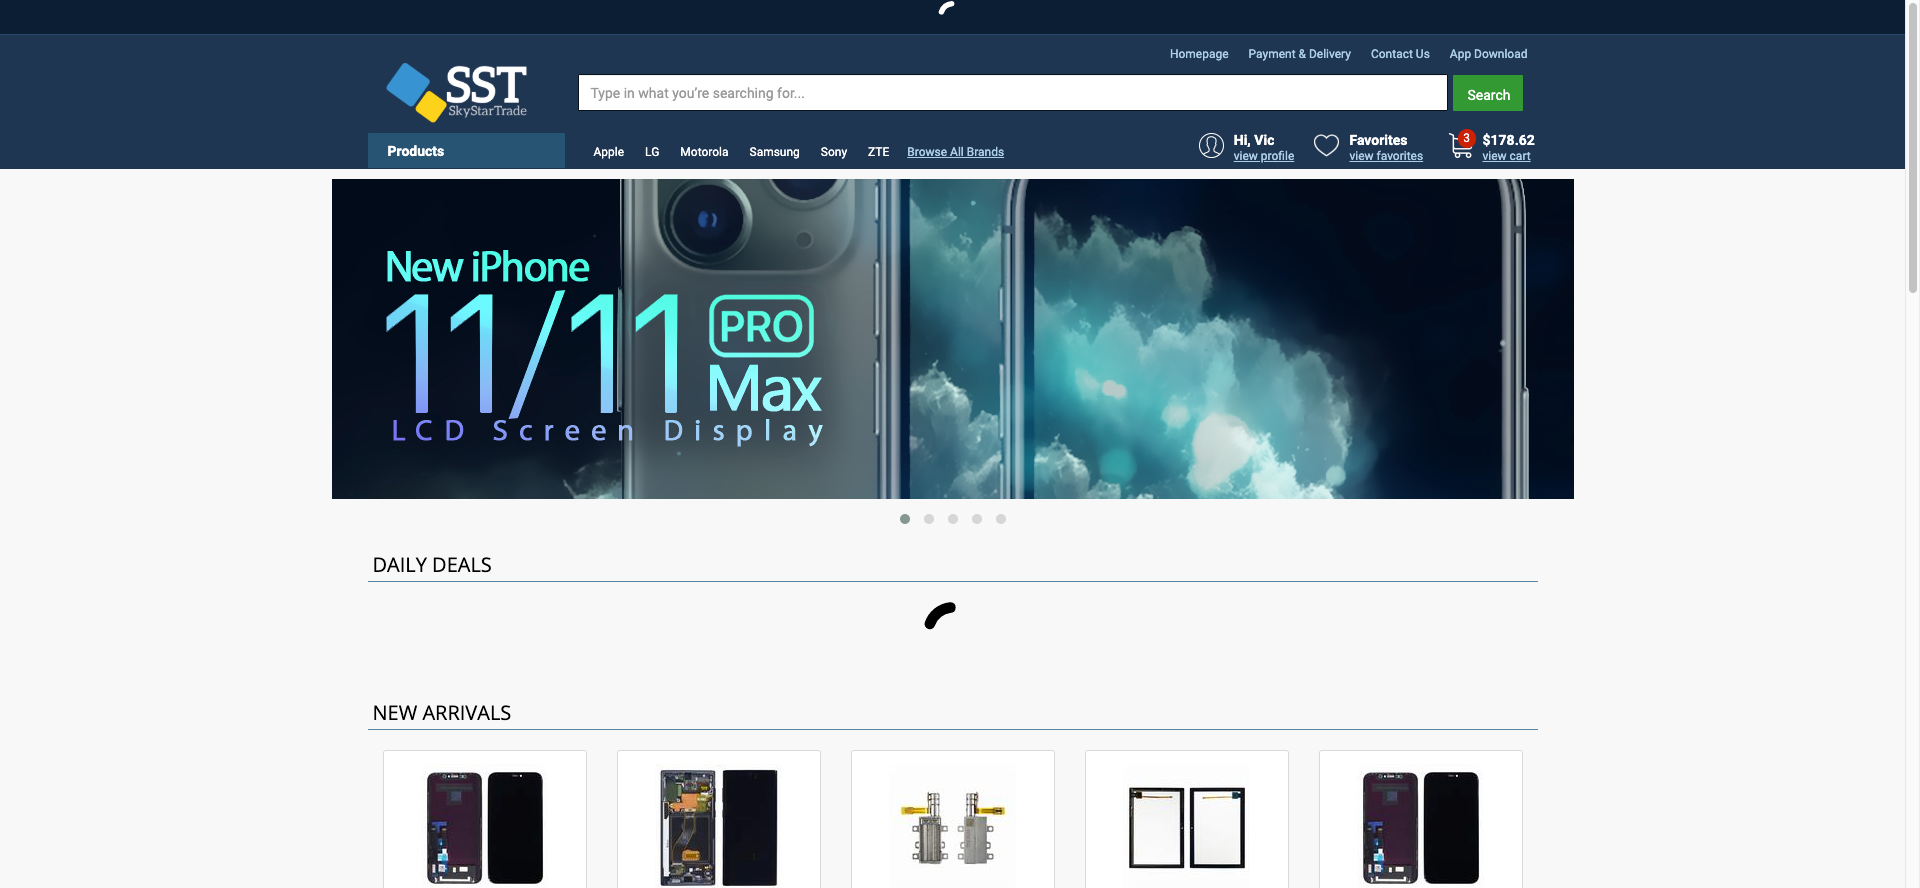 Homepage Payment & Delivery Contact Us App Download
SST
SkyStarTrade
Type in what you're searching for...
Search
Products
Apple LG Motorola Samsung Sony ZTE Browse All Brands
Hi, Vic
view profile
Favorites
view favorites
3
$178.62
view cart
New iPhone
11/11 PRO
Max
LCD Screen Display
DAILY DEALS
NEW ARRIVALS